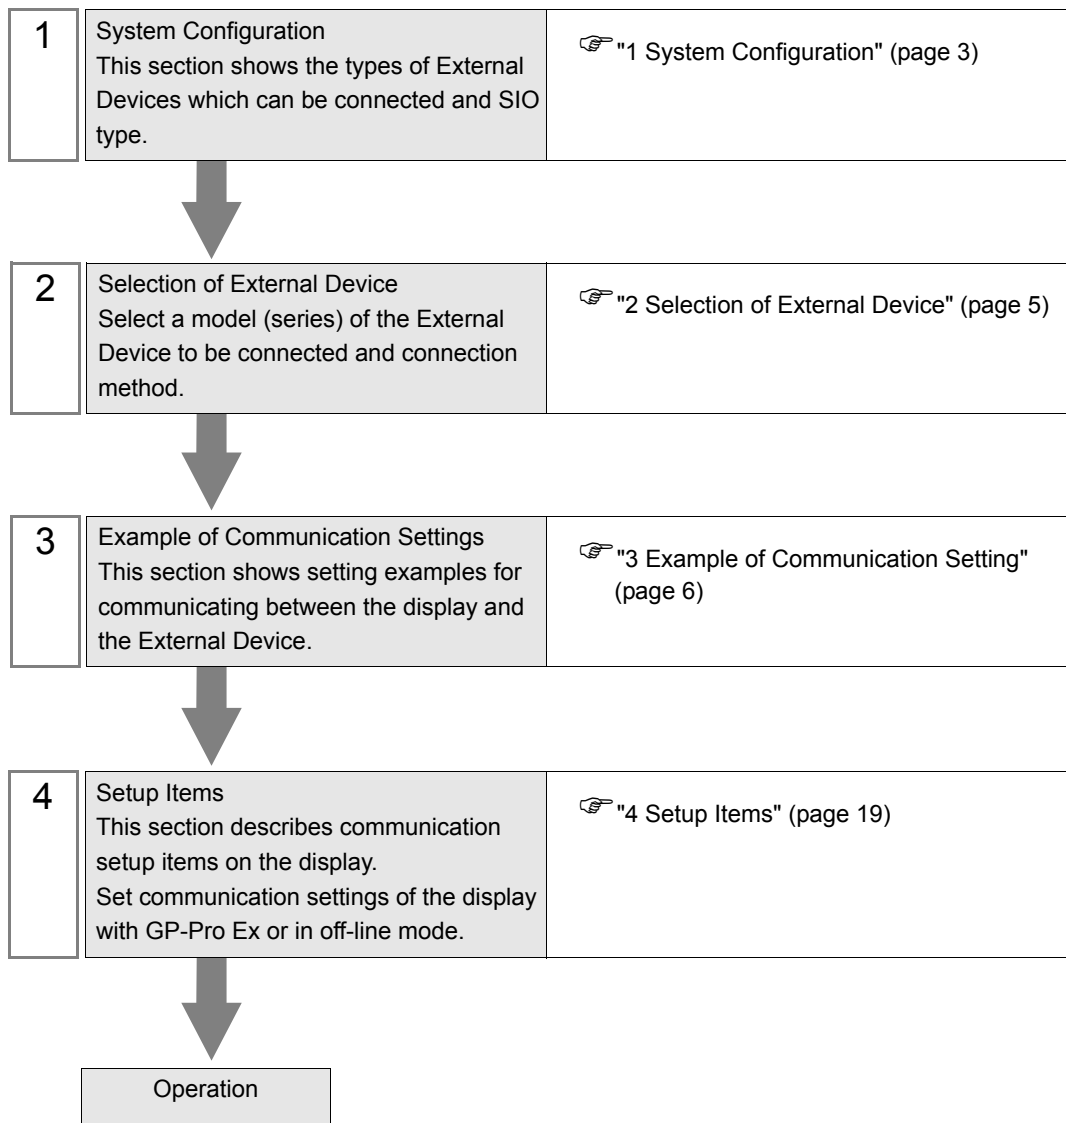 1
System Configuration
This section shows the types of External
Devices which can be connected and SIO
type.
"1 System Configuration" (page 3)
2
Selection of External Device
Select a model (series) of the External
Device to be connected and connection
method.
"2 Selection of External Device" (page 5)
3
Example of Communication Settings
This section shows setting examples for
communicating between the display and
the External Device.
"3 Example of Communication Setting"
(page 6)
4
Setup Items
This section describes communication
setup items on the display.
Set communication settings of the display
with GP-Pro Ex or in off-line mode.
"4 Setup Items" (page 19)
Operation